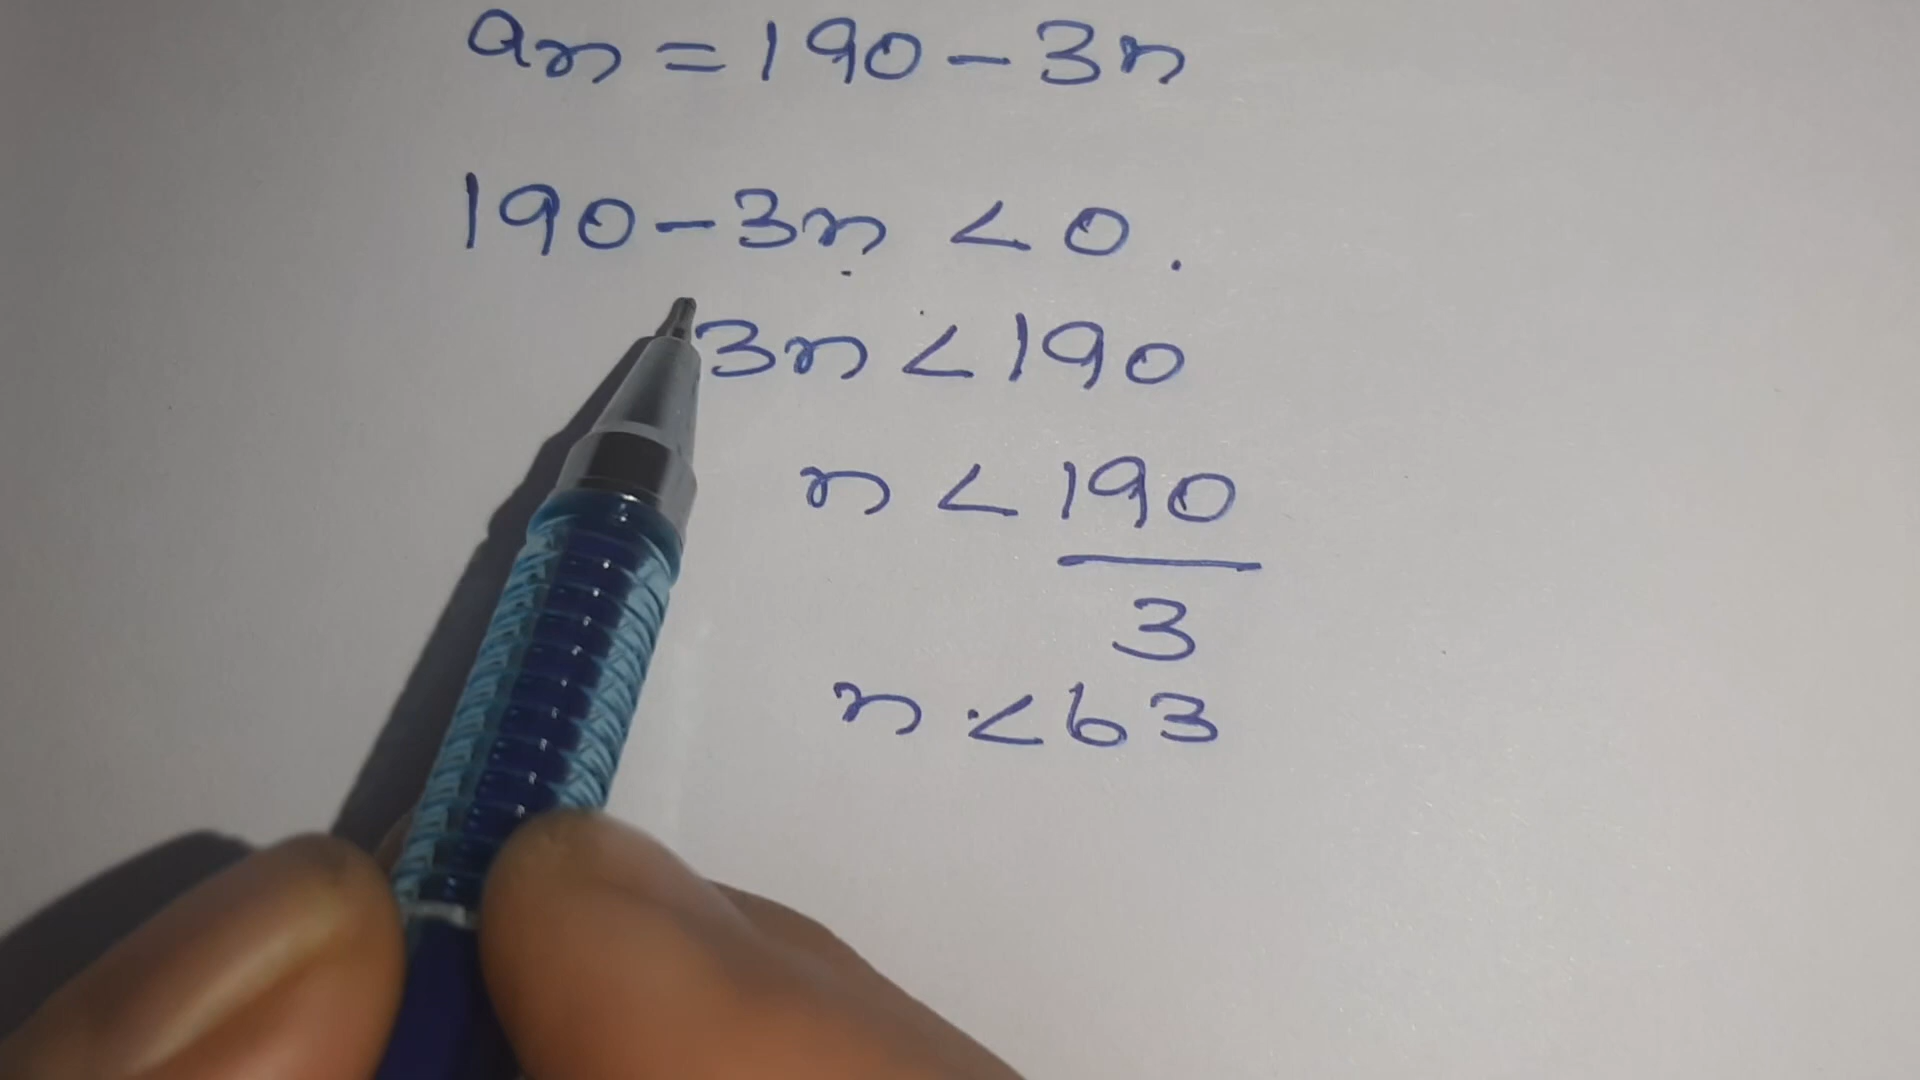 an = 190 - 3n
190 - 3n < 0.
3n < 190
n < 190/3
n < 63